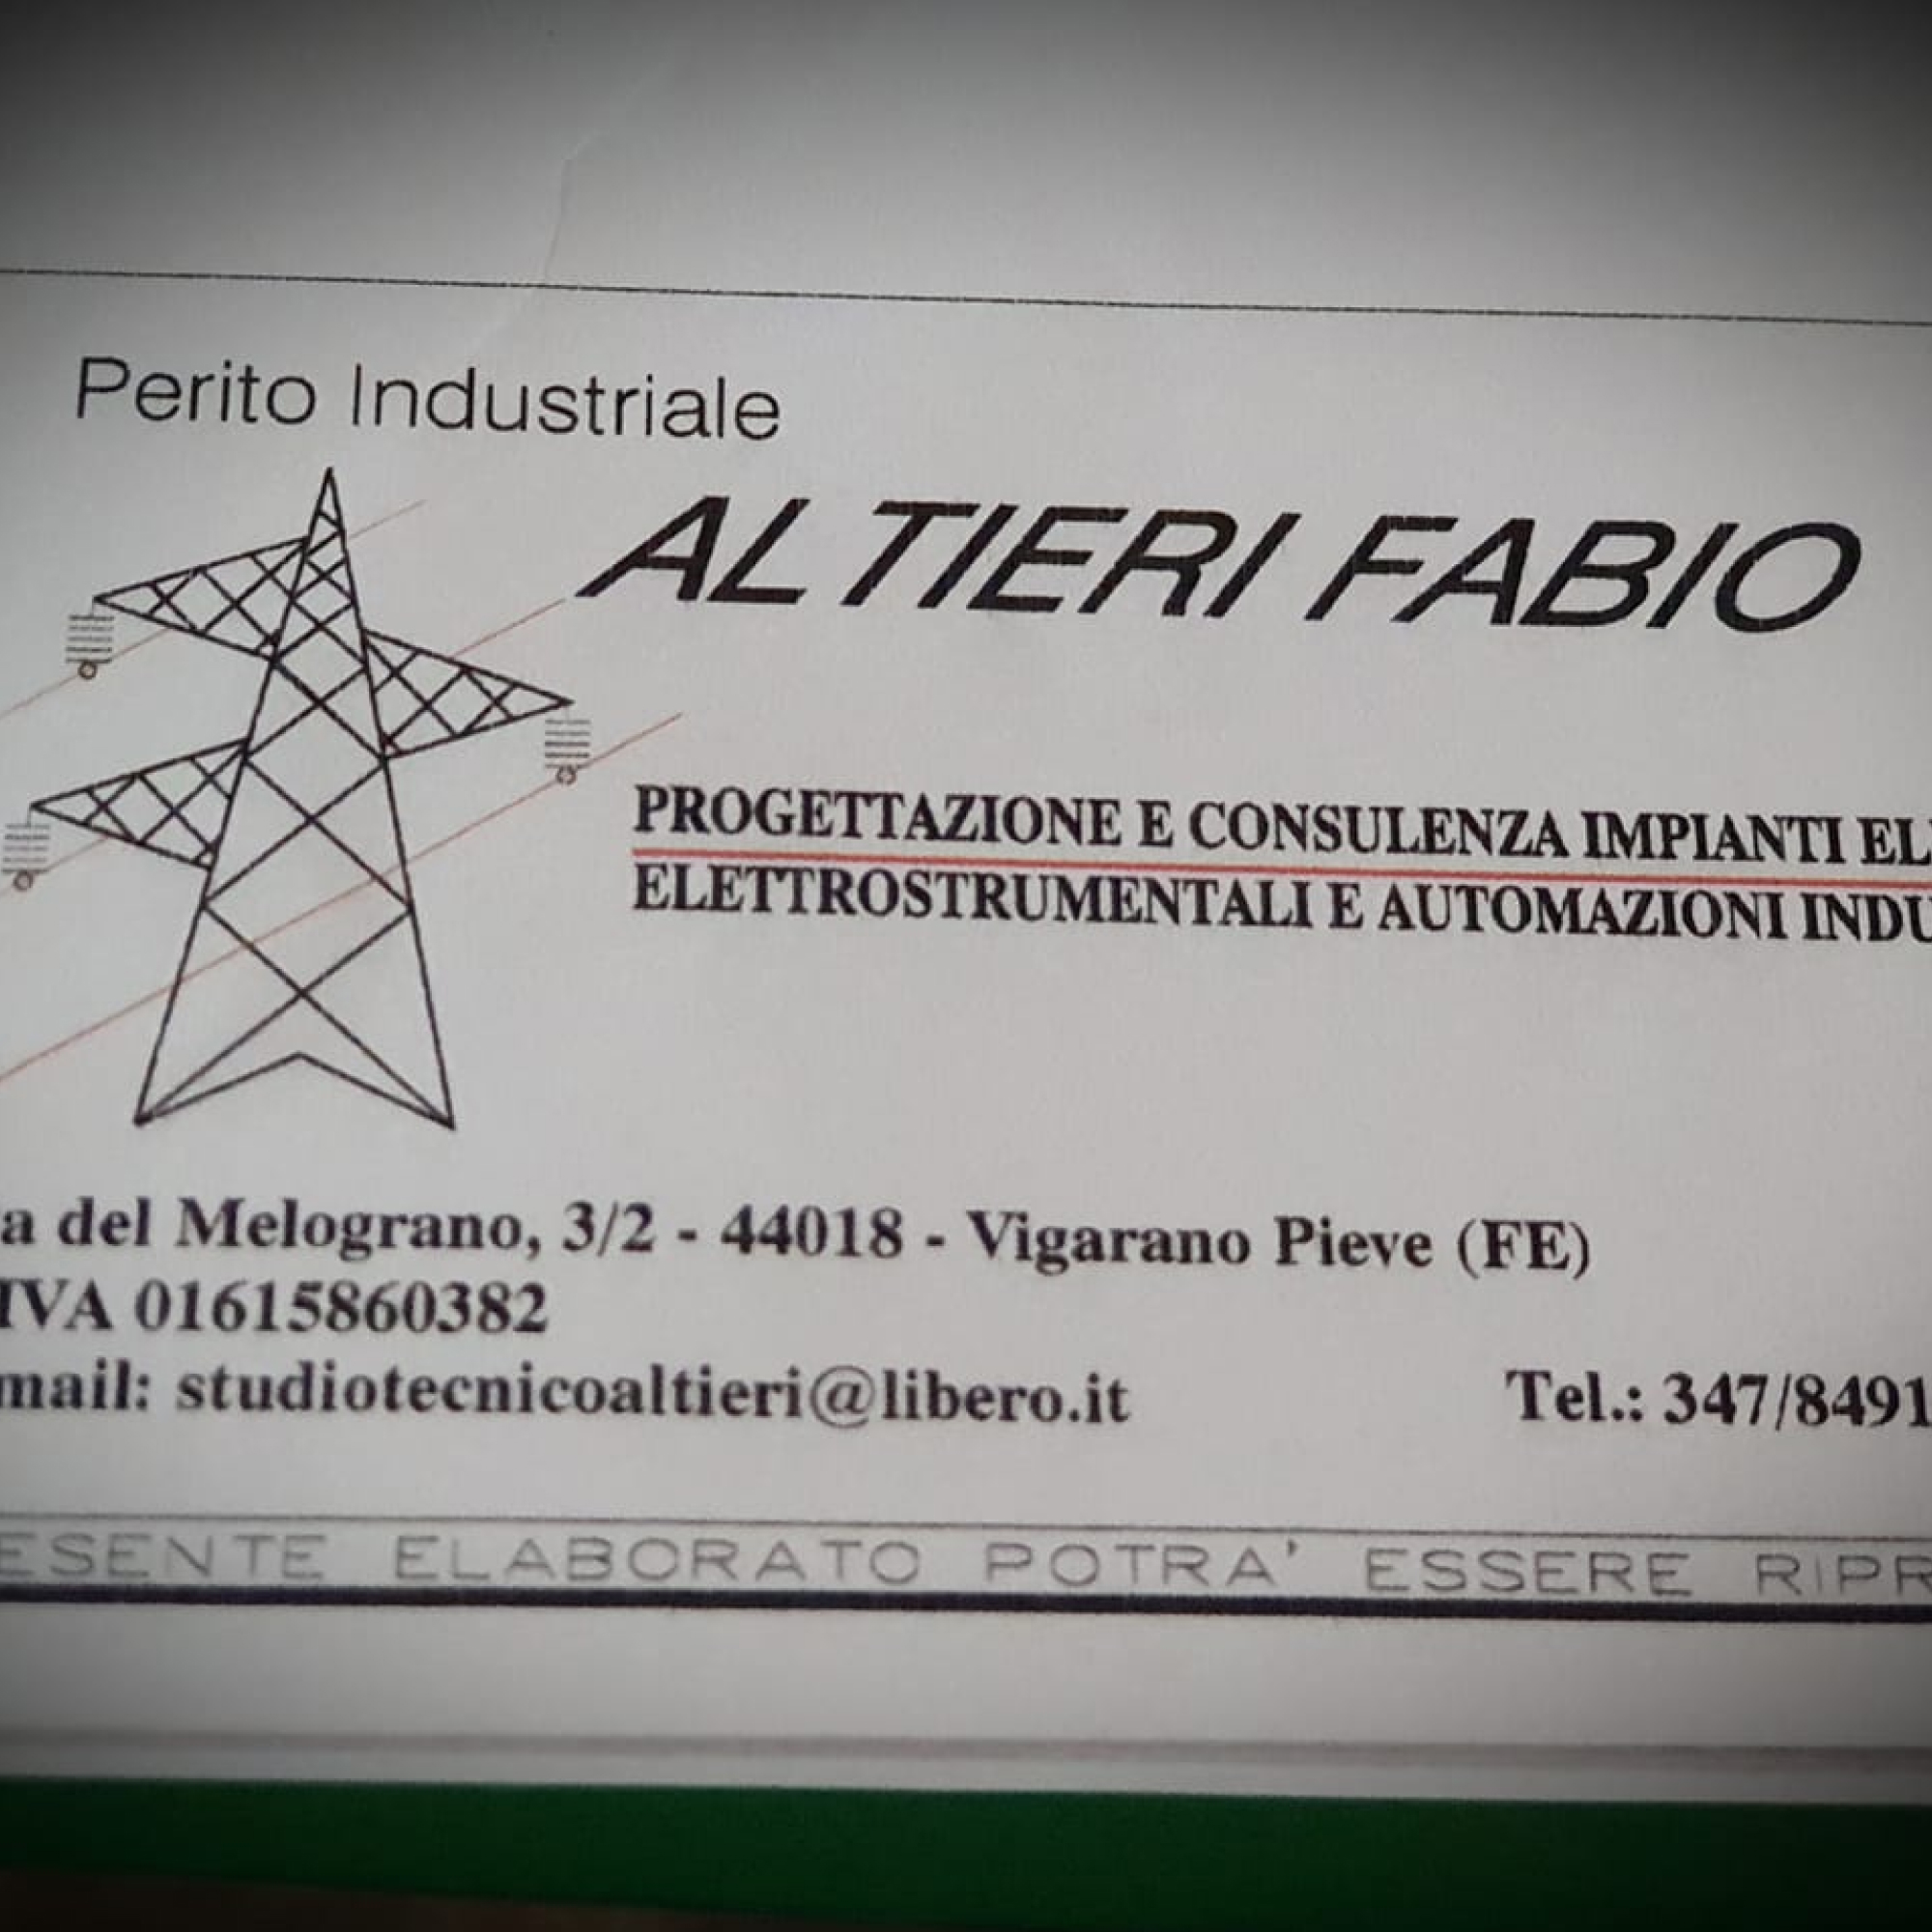 Perito Industriale
ALTIERI FABIO
PROGETTAZIONE E CONSULENZA IMPIANTI EL
ELETTROSTRUMENTALI E AUTOMAZIONI INDU
a del Melograno, 3/2 - 44018 - Vigarano Pieve (FE)
IVA 01615860382
mail: studiotecnicoaltieri@libero.it Tel.: 347/8491
ESENTE ELABORATO POTRA' ESSERE RIPR